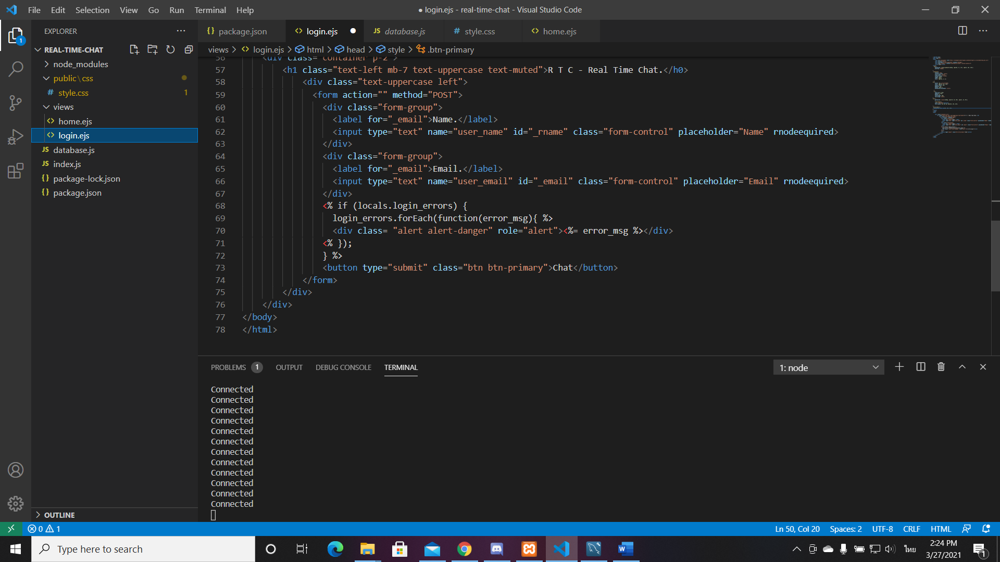 File Edit Selection View Go Run Terminal Help
● login.ejs - real-time-chat - Visual Studio Code
EXPLORER
REAL-TIME-CHAT
node_modules
public\css
style.css 1
views
home.ejs
login.ejs
JS database.js
JS index.js
{} package-lock.json
{} package.json
OUTLINE
{} package.json <> login.ejs ● JS database.js # style.css <> home.ejs
views > <> login.ejs > html > head > style > .btn-primary
56 <div class="container p-2">
57 <h1 class="text-left mb-7 text-uppercase text-muted">R T C - Real Time Chat.</h0>
58 <div class="text-uppercase left">
59 <form action="" method="POST">
60 <div class="form-group">
61 <label for="_email">Name.</label>
62 <input type="text" name="user_name" id="_rname" class="form-control" placeholder="Name" rnodeequired>
63 </div>
64 <div class="form-group">
65 <label for="_email">Email.</label>
66 <input type="text" name="user_email" id="_email" class="form-control" placeholder="Email" rnodeequired>
67 </div>
68 <% if (locals.login_errors) {
69 login_errors.forEach(function(error_msg){ %>
70 <div class= "alert alert-danger" role="alert"><%= error_msg %></div>
71 <% });
72 } %>
73 <button type="submit" class="btn btn-primary">Chat</button>
74 </form>
75 </div>
76 </div>
77 </body>
78 </html>
PROBLEMS 1 OUTPUT DEBUG CONSOLE TERMINAL 1: node
Connected
Connected
Connected
Connected
Connected
Connected
Connected
Connected
Connected
Connected
Connected
Connected
0 1 Ln 50, Col 20 Spaces: 2 UTF-8 CRLF HTML
Type here to search
ไทย
2:24 PM
3/27/2021
1